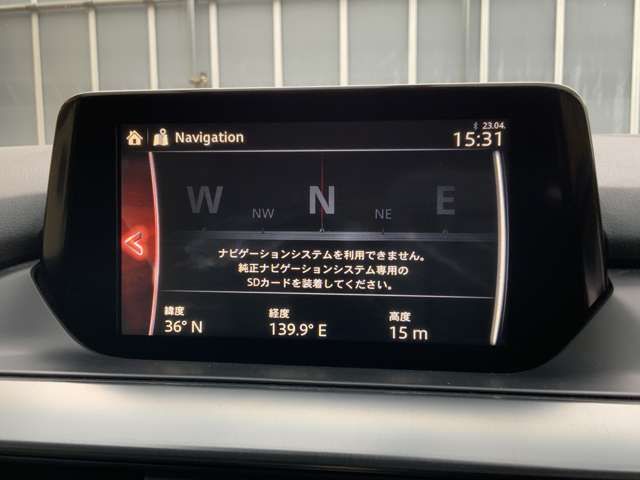 23.04.
Navigation 15:31
W NW N NE E
ナビゲーションシステムを利用できません。
純正ナビゲーションシステム専用の
SDカードを装着してください。
緯度 経度 高度
36° N 139.9° E 15 m